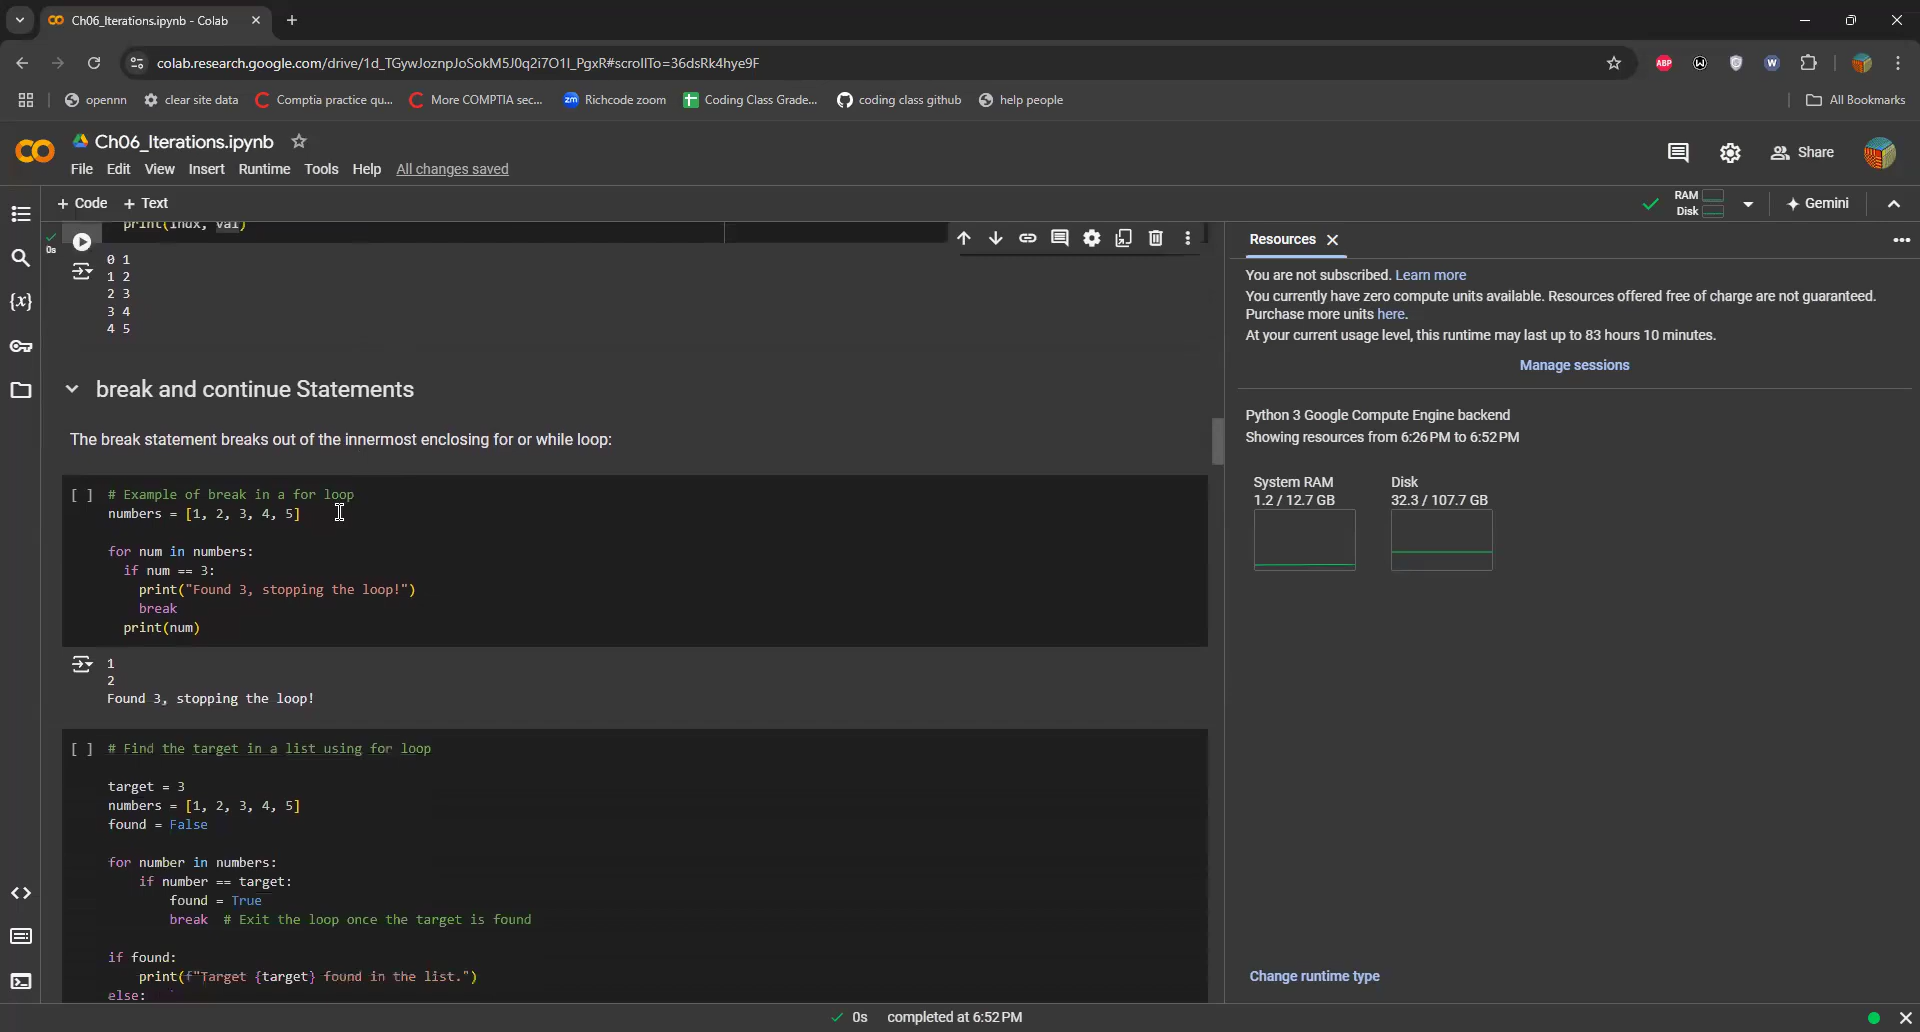 Ch06_Iterations.ipynb - Colab
colab.research.google.com/drive/1d_TGywJoznpJoSokM5J0q2i7O1I_PgxR#scrollTo=36dsRk4hye9F
ABP
W
opennn
clear site data
Comptia practice qu...
More COMPTIA sec...
zm Richcode zoom
Coding Class Grade...
coding class github
help people
All Bookmarks
Ch06_Iterations.ipynb
File Edit View Insert Runtime Tools Help All changes saved
Share
+ Code + Text
RAM
Disk
Gemini
print(indx, val)
0s
0 1
1 2
2 3
3 4
4 5
break and continue Statements
The break statement breaks out of the innermost enclosing for or while loop:
[ ] # Example of break in a for loop
numbers = [1, 2, 3, 4, 5]
for num in numbers:
if num == 3:
print("Found 3, stopping the loop!")
break
print(num)
1
2
Found 3, stopping the loop!
[ ] # Find the target in a list using for loop
target = 3
numbers = [1, 2, 3, 4, 5]
found = False
for number in numbers:
if number == target:
found = True
break # Exit the loop once the target is found
if found:
print(f"Target {target} found in the list.")
else:
Resources
You are not subscribed. Learn more
You currently have zero compute units available. Resources offered free of charge are not guaranteed.
Purchase more units here.
At your current usage level, this runtime may last up to 83 hours 10 minutes.
Manage sessions
Python 3 Google Compute Engine backend
Showing resources from 6:26 PM to 6:52 PM
System RAM
1.2 / 12.7 GB
Disk
32.3 / 107.7 GB
Change runtime type
0s completed at 6:52 PM